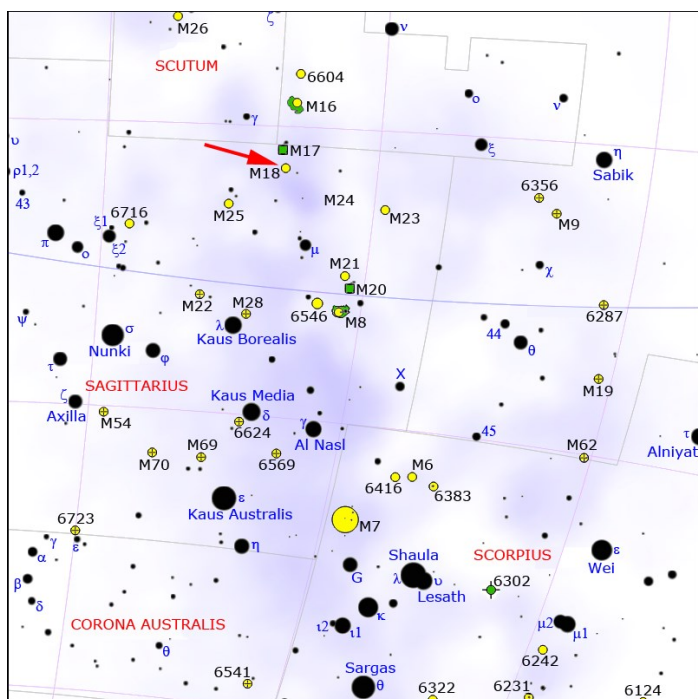 M26
ζ
ν
SCUTUM
6604
M16
γ
ο
ν
υ
M17
ξ
η
ρ1,2
M18
Sabik
43
M24
6356
6716
ξ1
M25
M23
M9
π
ο
ξ2
μ
M21
χ
M20
M22
M28
6546
M8
6287
ψ
σ
λ
44
Nunki
Kaus Borealis
θ
τ
φ
X
M19
SAGITTARIUS
ζ
Kaus Media
Axilla
δ
M54
6624
γ
Al Nasl
45
τ
M62
Alniyat
M70
M69
6569
M6
6416
6383
ε
Kaus Australis
M7
6723
γ
ε
η
Shaula
SCORPIUS
ε
α
G
λ
υ
6302
Wei
β
Lesath
δ
κ
CORONA AUSTRALIS
ι2
ι1
μ2
μ1
θ
6242
6541
Sargas
θ
6322
6231
6124